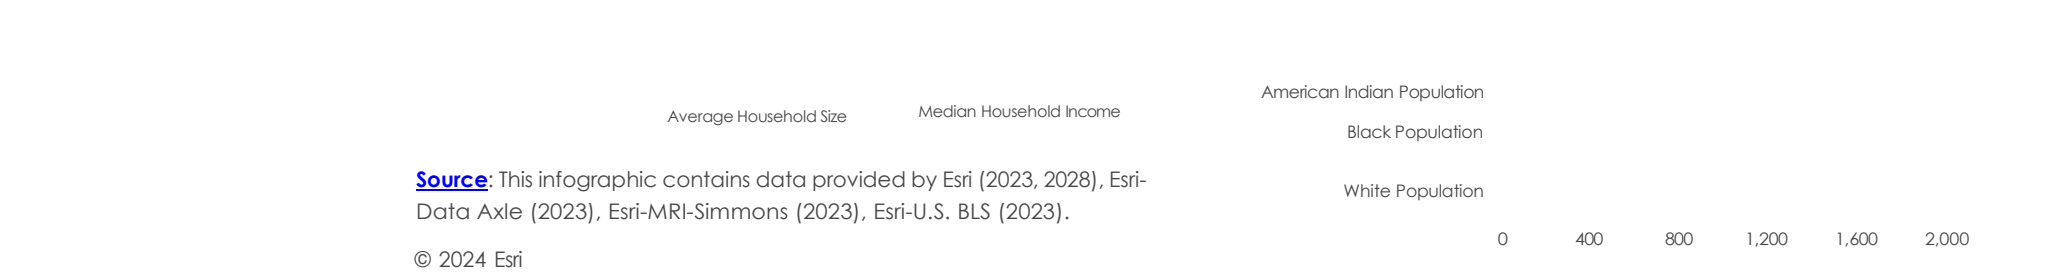 Average Household Size
Median Household Income
Source: This infographic contains data provided by Esri (2023, 2028), Esri-
Data Axle (2023), Esri-MRI-Simmons (2023), Esri-U.S. BLS (2023).
© 2024 Esri
American Indian Population
Black Population
White Population
0 400 800 1,200 1,600 2,000